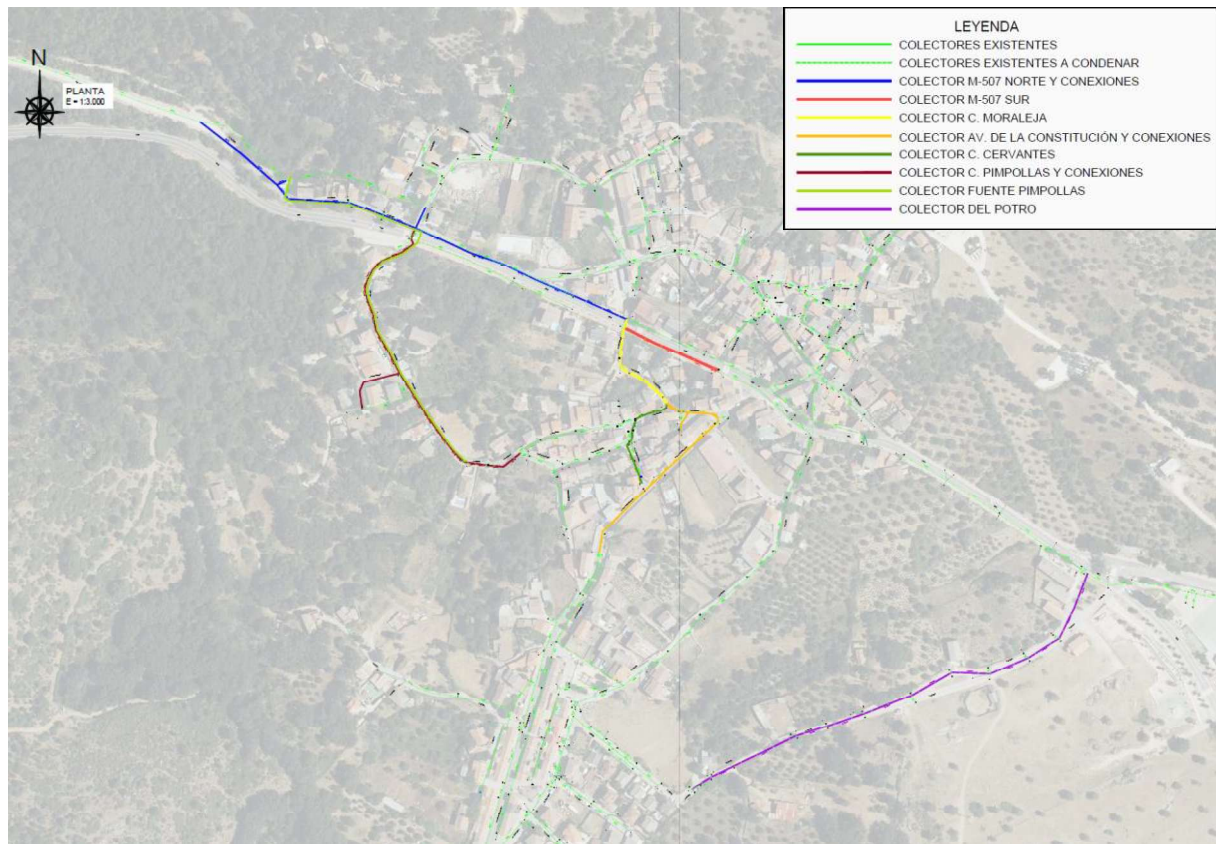 LEYENDA
COLECTORES EXISTENTES
COLECTORES EXISTENTES A CONDENAR
COLECTOR M-507 NORTE Y CONEXIONES
COLECTOR M-507 SUR
COLECTOR C. MORALEJA
COLECTOR AV. DE LA CONSTITUCIÓN Y CONEXIONES
COLECTOR C. CERVANTES
COLECTOR C. PIMPOLLAS Y CONEXIONES
COLECTOR FUENTE PIMPOLLAS
COLECTOR DEL POTRO
N
PLANTA
E = 1:3.000